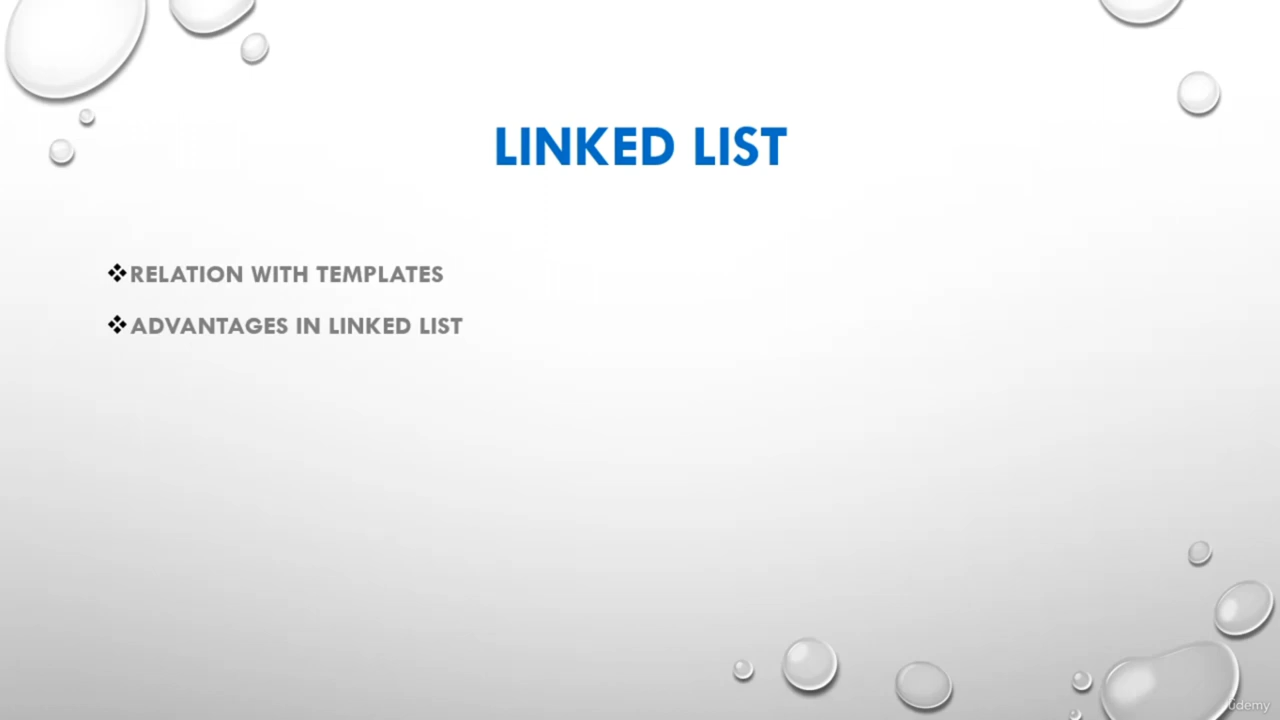 LINKED LIST
❖RELATION WITH TEMPLATES
❖ADVANTAGES IN LINKED LIST
udemy